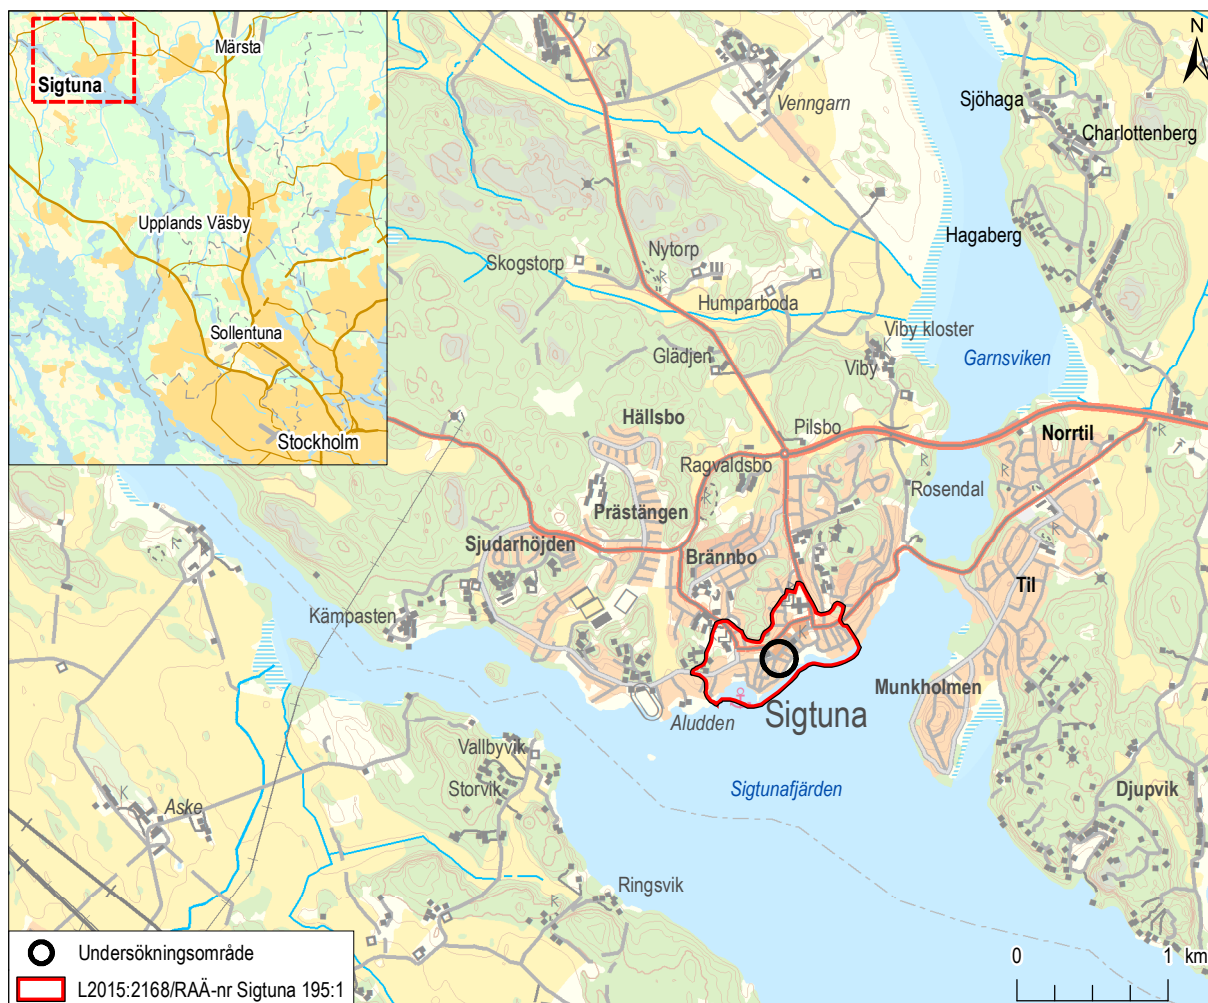 Märsta
Sigtuna
Upplands Väsby
Sollentuna
Stockholm
N
Venngarn
Sjöhaga
Charlottenberg
Hagaberg
Nytorp
Skogstorp
Humparboda
Viby kloster
Glädjen
Viby
Garnsviken
Hällsbo
Pilsbo
Norrtil
Ragvaldsbo
Rosendal
Prästängen
Sjudarhöjden
Brännbo
Til
Kämpasten
K
Munkholmen
Aludden
Sigtuna
Vallbyvik
Storvik
Sigtunafjärden
Djupvik
K
Aske
Ringsvik
Undersökningsområde
L2015:2168/RAÄ-nr Sigtuna 195:1
0 1 km